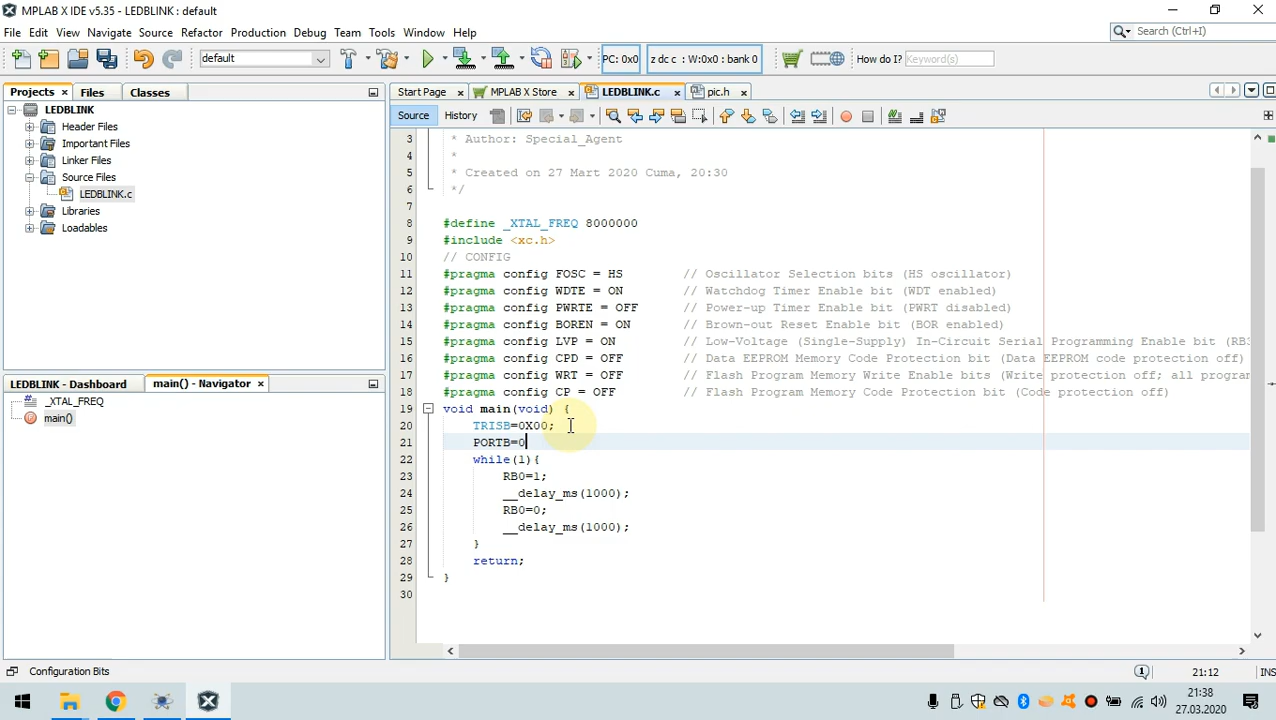 MPLAB X IDE v5.35 - LEDBLINK : default
File Edit View Navigate Source Refactor Production Debug Team Tools Window Help
Search (Ctrl+I)
default
PC: 0x0
z dc c : W:0x0 : bank 0
How do I?
Keyword(s)
Projects
Files
Classes
LEDBLINK
Header Files
Important Files
Linker Files
Source Files
LEDBLINK.c
Libraries
Loadables
LEDBLINK - Dashboard
main() - Navigator
_XTAL_FREQ
main()
Start Page
MPLAB X Store
LEDBLINK.c
pic.h
Source
History
3 * Author: Special_Agent
4 *
5 * Created on 27 Mart 2020 Cuma, 20:30
6 */
7
8 #define _XTAL_FREQ 8000000
9 #include <xc.h>
10 // CONFIG
11 #pragma config FOSC = HS // Oscillator Selection bits (HS oscillator)
12 #pragma config WDTE = ON // Watchdog Timer Enable bit (WDT enabled)
13 #pragma config PWRTE = OFF // Power-up Timer Enable bit (PWRT disabled)
14 #pragma config BOREN = ON // Brown-out Reset Enable bit (BOR enabled)
15 #pragma config LVP = ON // Low-Voltage (Single-Supply) In-Circuit Serial Programming Enable bit (RB3
16 #pragma config CPD = OFF // Data EEPROM Memory Code Protection bit (Data EEPROM code protection off)
17 #pragma config WRT = OFF // Flash Program Memory Write Enable bits (Write protection off; all progra
18 #pragma config CP = OFF // Flash Program Memory Code Protection bit (Code protection off)
19 void main(void) {
20 TRISB=0X00;
21 PORTB=0
22 while(1){
23 RB0=1;
24 __delay_ms(1000);
25 RB0=0;
26 __delay_ms(1000);
27 }
28 return;
29 }
30
Configuration Bits
1
21:12
INS
21:38
27.03.2020